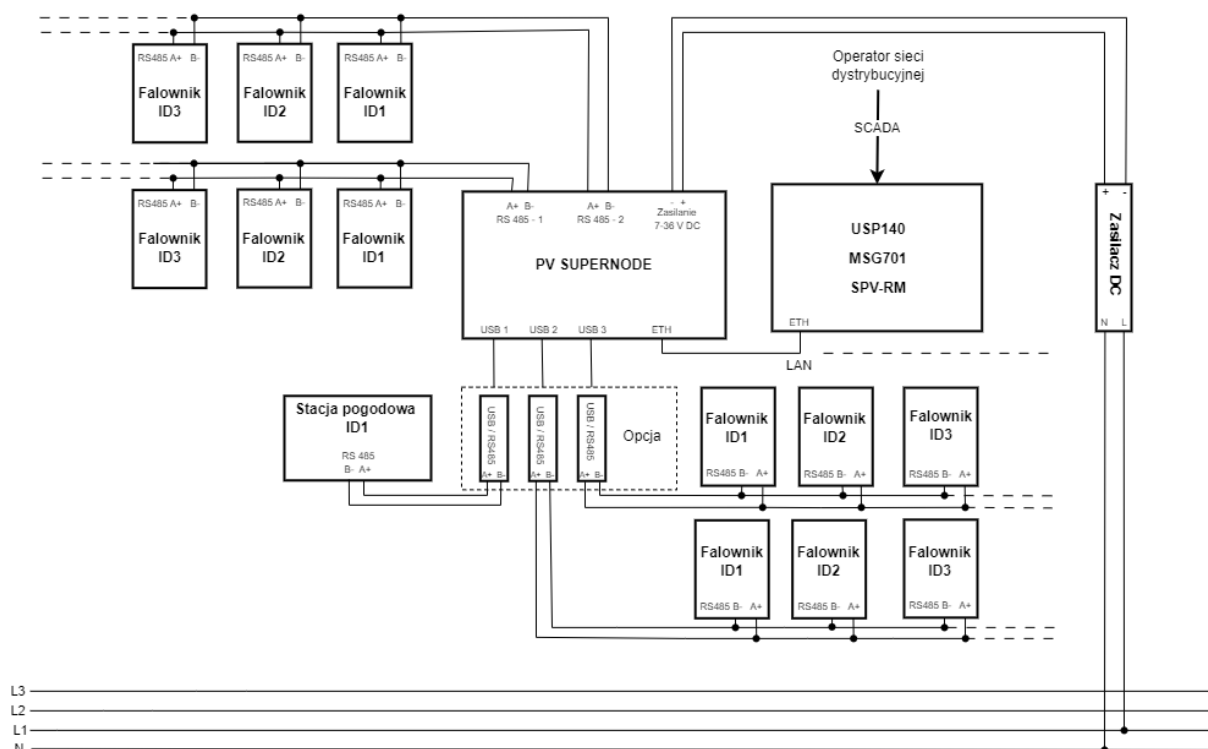 RS485 A+ B-
Falownik
ID3
RS485 A+ B-
Falownik
ID2
RS485 A+ B-
Falownik
ID1
Operator sieci
dystrybucyjnej
SCADA
RS485 A+ B-
Falownik
ID3
RS485 A+ B-
Falownik
ID2
RS485 A+ B-
Falownik
ID1
A+ B-
RS 485 - 1
A+ B-
RS 485 - 2
- +
Zasilanie
7-36 V DC
PV SUPERNODE
USB 1
USB 2
USB 3
ETH
USP140
MSG701
SPV-RM
ETH
+ -
Zasilacz DC
N L
LAN
Stacja pogodowa
ID1
RS 485
B- A+
USB / RS485
A+ B-
USB / RS485
A+ B-
USB / RS485
A+ B-
Opcja
Falownik
ID1
RS485 B- A+
Falownik
ID2
RS485 B- A+
Falownik
ID3
RS485 B- A+
Falownik
ID1
RS485 B- A+
Falownik
ID2
RS485 B- A+
Falownik
ID3
RS485 B- A+
L3
L2
L1
N